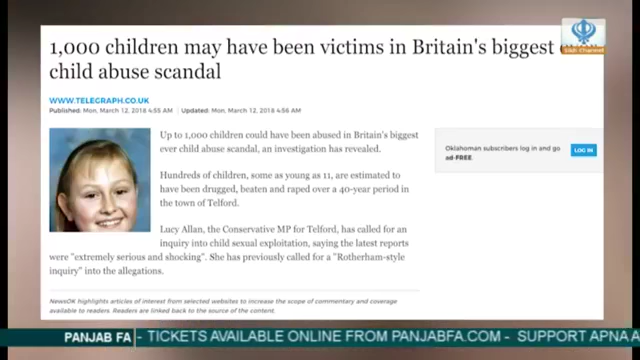 1,000 children may have been victims in Britain's biggest
child abuse scandal
Sikh Channel
WWW.TELEGRAPH.CO.UK
Published: Mon, March 12, 2018 4:55 AM | Updated: Mon, March 12, 2018 4:56 AM
Up to 1,000 children could have been abused in Britain's biggest
ever child abuse scandal, an investigation has revealed.
Hundreds of children, some as young as 11, are estimated to
have been drugged, beaten and raped over a 40-year period in
the town of Telford.
Lucy Allan, the Conservative MP for Telford, has called for an
inquiry into child sexual exploitation, saying the latest reports
were "extremely serious and shocking". She has previously called for a "Rotherham-style
inquiry" into the allegations.
Oklahoman subscribers log in and go
ad-FREE.
LOG IN
NewsOK highlights articles of interest from selected websites to increase the scope of commentary and coverage
available to readers. Readers are linked back to the source of the content.
PANJAB FA - TICKETS AVAILABLE ONLINE FROM PANJABFA.COM - SUPPORT APNA